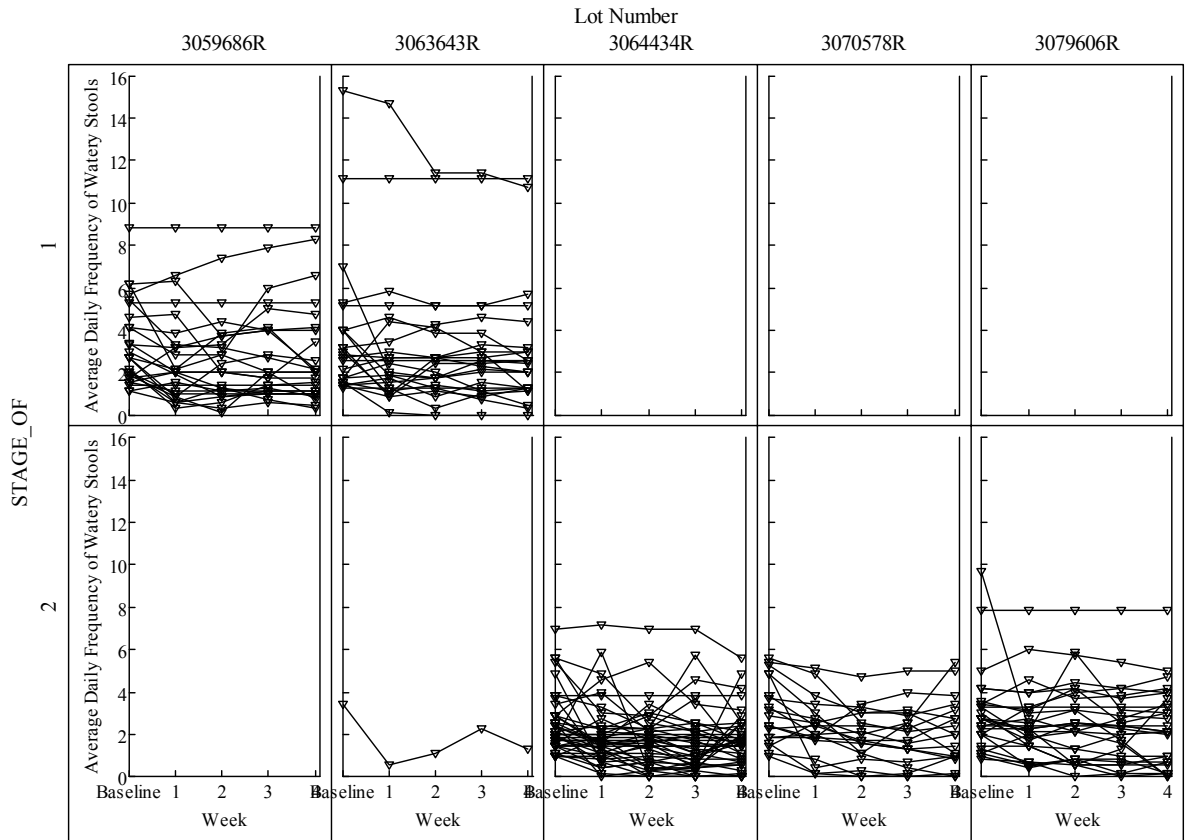 Lot Number
3059686R 3063643R 3064434R 3070578R 3079606R
STAGE_OF
1
Average Daily Frequency of Watery Stools
16
14
12
10
8
6
4
2
0
2
Average Daily Frequency of Watery Stools
16
14
12
10
8
6
4
2
0
Baseline 1 2 3 4 Baseline 1 2 3 4 Baseline 1 2 3 4 Baseline 1 2 3 4 Baseline 1 2 3 4
Week Week Week Week Week